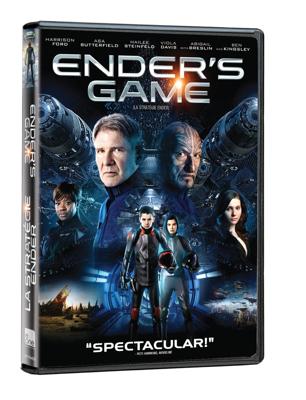 HARRISON FORD
ASA BUTTERFIELD
HAILEE STEINFELD
VIOLA DAVIS
ABIGAIL BRESLIN
BEN KINGSLEY
ENDER'S
GAME
(LA STRATÉGIE ENDER)
ENDER'S
GAME
LA STRATÉGIE
ENDER
"SPECTACULAR!"